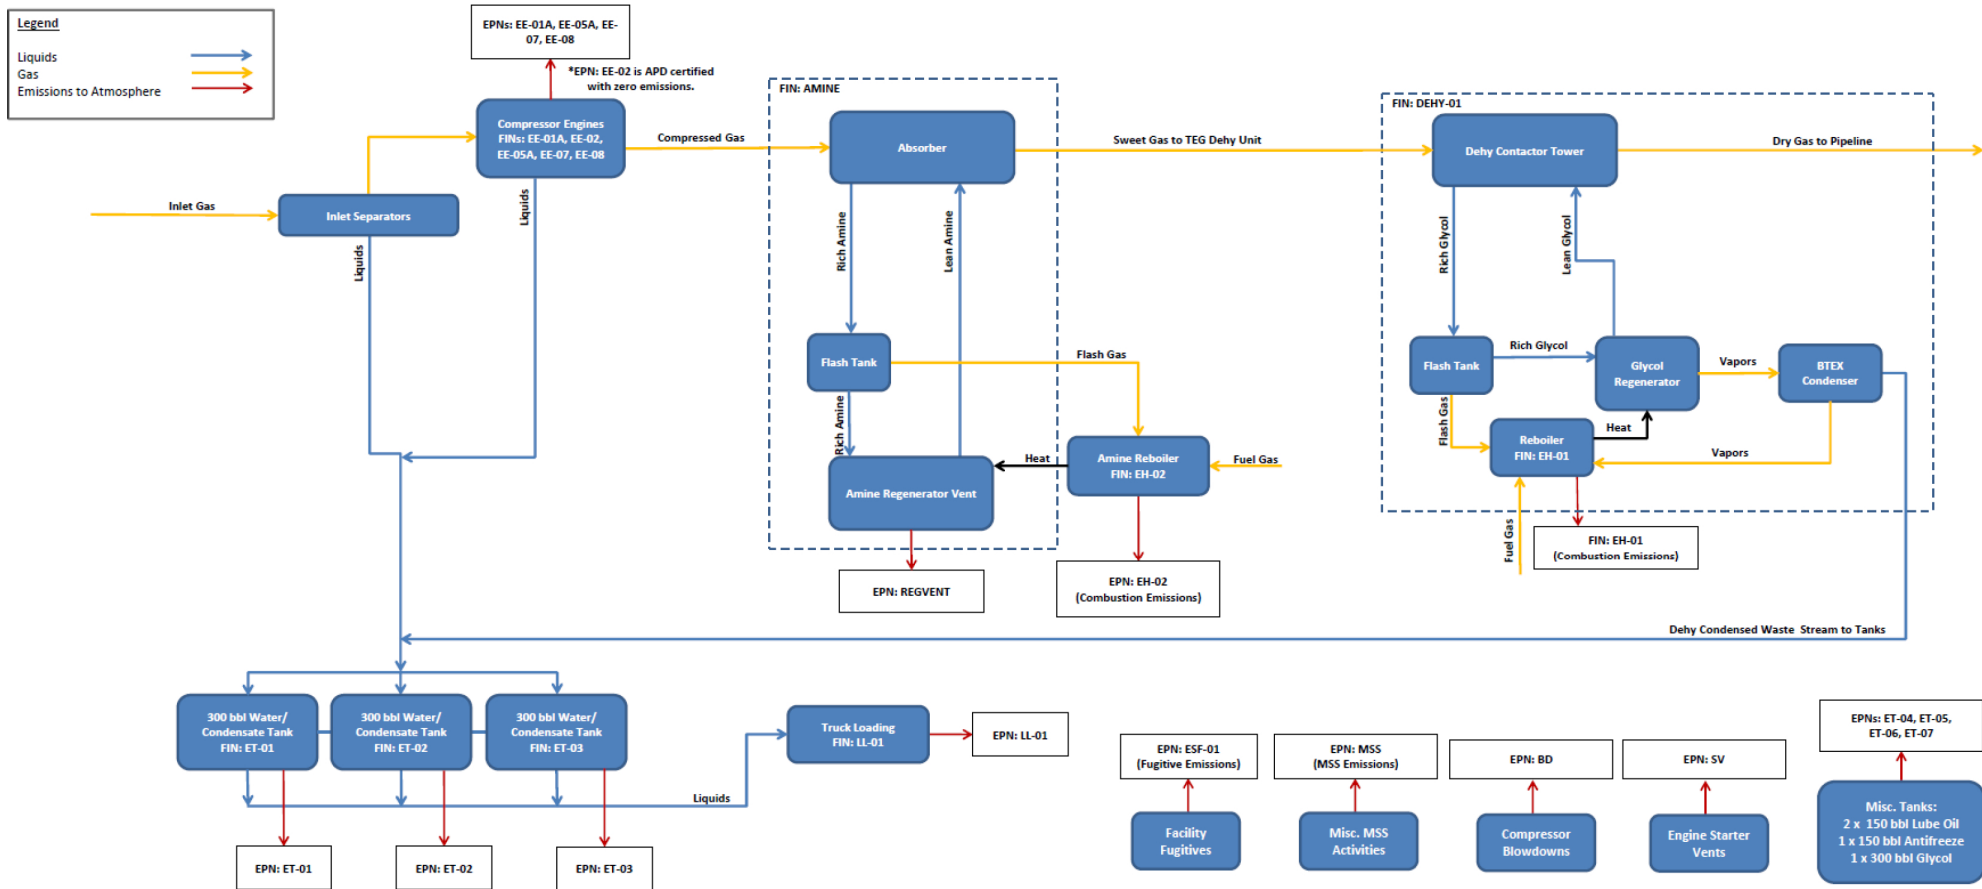 Legend
Liquids
Gas
Emissions to Atmosphere
EPNs: EE-01A, EE-05A, EE-
07, EE-08
*EPN: EE-02 is APD certified
with zero emissions.
Compressor Engines
FINs: EE-01A, EE-02,
EE-05A, EE-07, EE-08
Compressed Gas
Inlet Gas
Inlet Separators
Liquids
Liquids
FIN: AMINE
Absorber
Rich Amine
Lean Amine
Flash Tank
Flash Gas
Rich Amine
Amine Regenerator Vent
Heat
Amine Reboiler
FIN: EH-02
Fuel Gas
EPN: REGVENT
EPN: EH-02
(Combustion Emissions)
Sweet Gas to TEG Dehy Unit
FIN: DEHY-01
Dehy Contactor Tower
Dry Gas to Pipeline
Rich Glycol
Lean Glycol
Flash Tank
Rich Glycol
Glycol
Regenerator
Vapors
BTEX
Condenser
Flash Gas
Reboiler
FIN: EH-01
Heat
Vapors
Fuel Gas
FIN: EH-01
(Combustion Emissions)
Dehy Condensed Waste Stream to Tanks
300 bbl Water/
Condensate Tank
FIN: ET-01
300 bbl Water/
Condensate Tank
FIN: ET-02
300 bbl Water/
Condensate Tank
FIN: ET-03
Liquids
EPN: ET-01
EPN: ET-02
EPN: ET-03
Truck Loading
FIN: LL-01
EPN: LL-01
EPN: ESF-01
(Fugitive Emissions)
Facility
Fugitives
EPN: MSS
(MSS Emissions)
Misc. MSS
Activities
EPN: BD
Compressor
Blowdowns
EPN: SV
Engine Starter
Vents
EPNs: ET-04, ET-05,
ET-06, ET-07
Misc. Tanks:
2 x 150 bbl Lube Oil
1 x 150 bbl Antifreeze
1 x 300 bbl Glycol